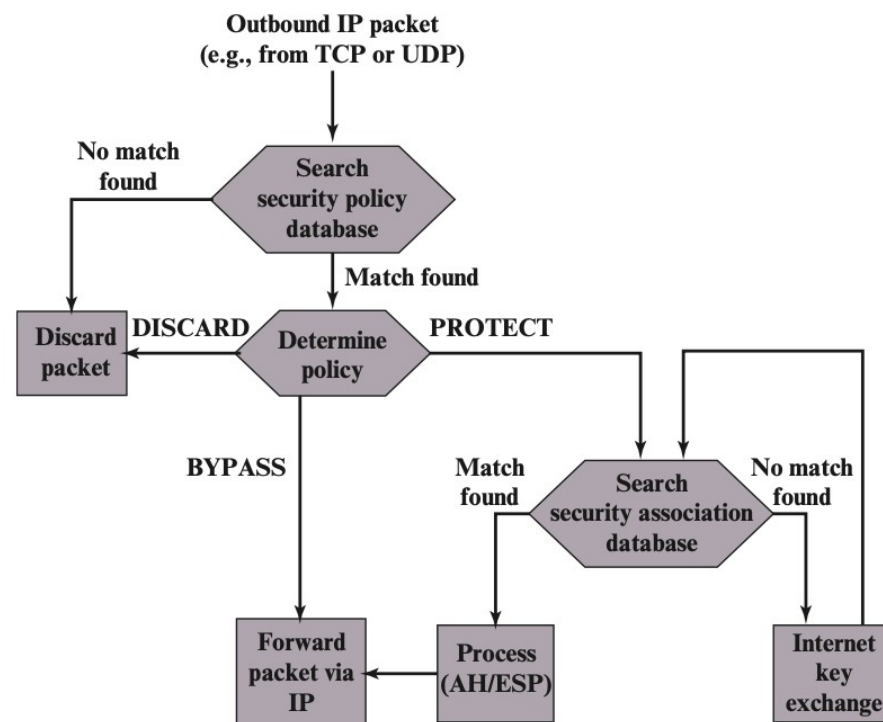 Outbound IP packet
(e.g., from TCP or UDP)
No match
found
Search
security policy
database
Match found
Discard
packet
DISCARD
Determine
policy
PROTECT
BYPASS
Match
found
Search
security association
database
No match
found
Forward
packet via
IP
Process
(AH/ESP)
Internet
key
exchange